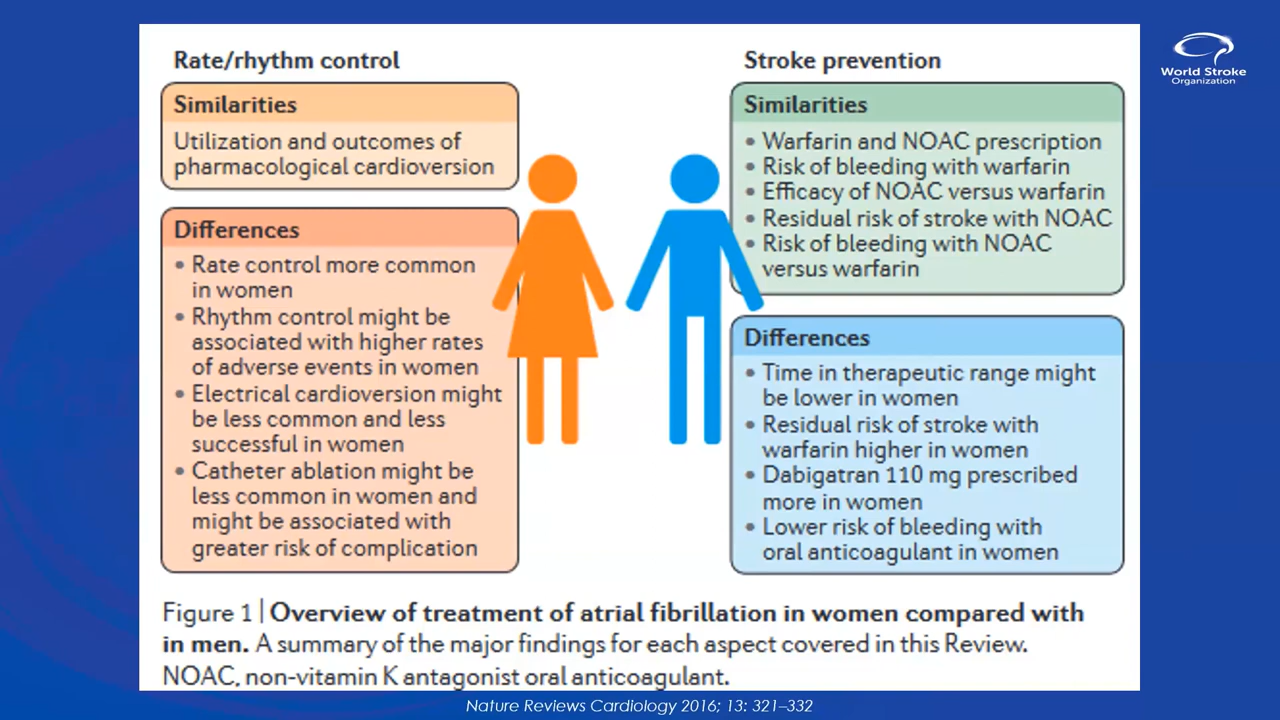 Rate/rhythm control
Similarities
Utilization and outcomes of
pharmacological cardioversion
Differences
• Rate control more common
in women
• Rhythm control might be
associated with higher rates
of adverse events in women
• Electrical cardioversion might
be less common and less
successful in women
• Catheter ablation might be
less common in women and
might be associated with
greater risk of complication
Stroke prevention
Similarities
• Warfarin and NOAC prescription
• Risk of bleeding with warfarin
• Efficacy of NOAC versus warfarin
• Residual risk of stroke with NOAC
• Risk of bleeding with NOAC
versus warfarin
Differences
• Time in therapeutic range might
be lower in women
• Residual risk of stroke with
warfarin higher in women
• Dabigatran 110 mg prescribed
more in women
• Lower risk of bleeding with
oral anticoagulant in women
Figure 1 | Overview of treatment of atrial fibrillation in women compared with
in men. A summary of the major findings for each aspect covered in this Review.
NOAC, non-vitamin K antagonist oral anticoagulant.
Nature Reviews Cardiology 2016; 13: 321–332
World Stroke
Organization